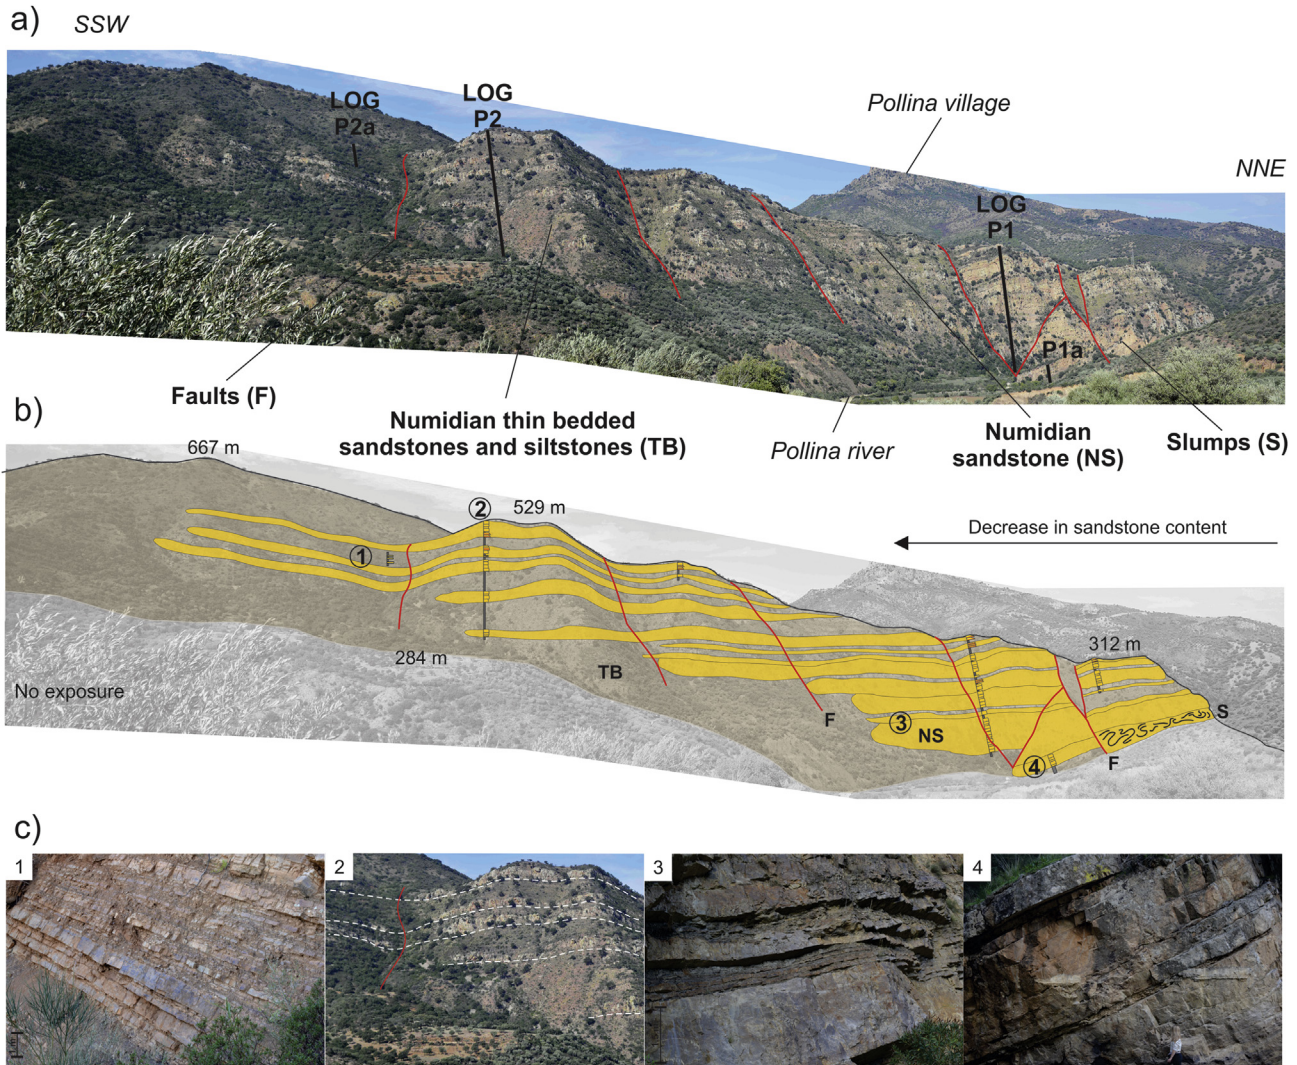 a)
SSW
LOG
P2a
LOG
P2
Pollina village
NNE
LOG
P1
P1a
Faults (F)
Numidian thin bedded
sandstones and siltstones (TB)
Pollina river
Numidian
sandstone (NS)
Slumps (S)
b)
667 m
2
529 m
Decrease in sandstone content
1
312 m
284 m
TB
No exposure
F
3
NS
S
4
F
c)
1
2
3
4